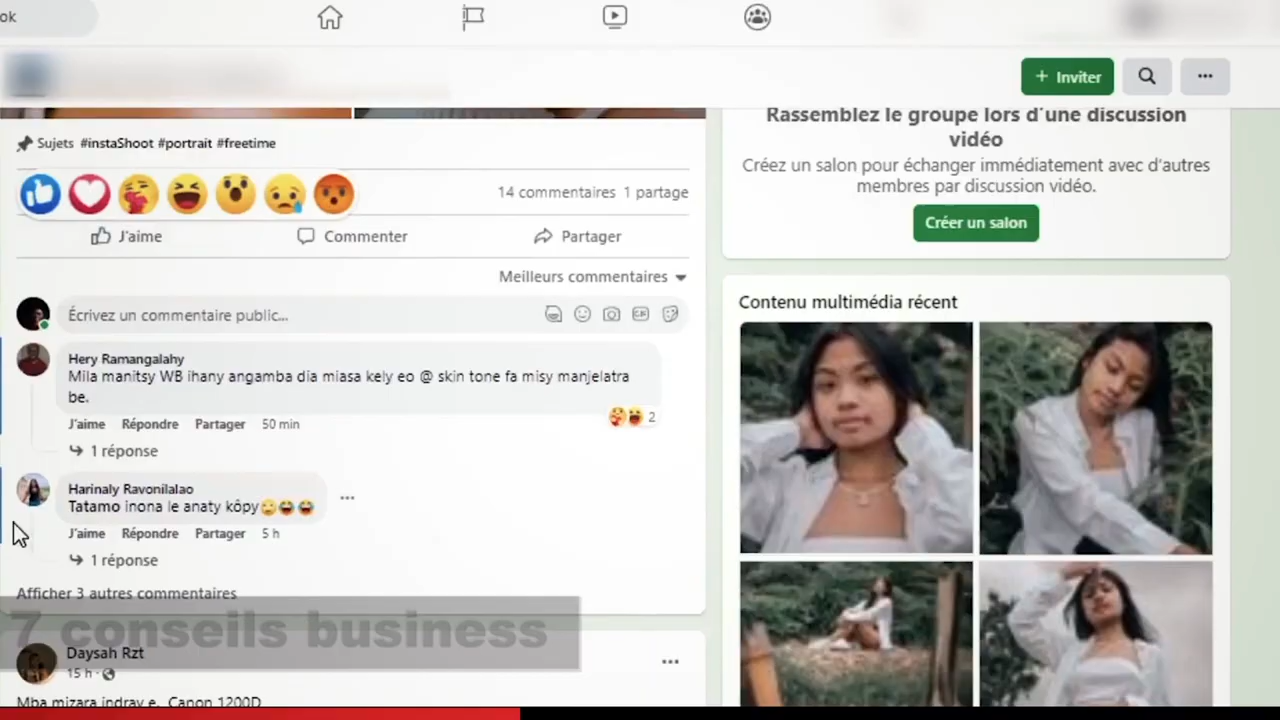 ok
+ Inviter
Rassemblez le groupe lors d'une discussion
vidéo
Créez un salon pour échanger immédiatement avec d'autres
membres par discussion vidéo.
Créer un salon
Sujets #instaShoot #portrait #freetime
14 commentaires 1 partage
J'aime Commenter Partager
Meilleurs commentaires
Écrivez un commentaire public...
GIF
Hery Ramangalahy
Mila manitsy WB ihany angamba dia miasa kely eo @ skin tone fa misy manjelatra
be.
2
J'aime Répondre Partager 50 min
1 réponse
Harinaly Ravonilalao
Tatamo inona le anaty kôpy
J'aime Répondre Partager 5 h
1 réponse
Afficher 3 autres commentaires
7 conseils business
Daysah Rzt
15 h
Mba mizara indray e. Canon 1200D
Contenu multimédia récent